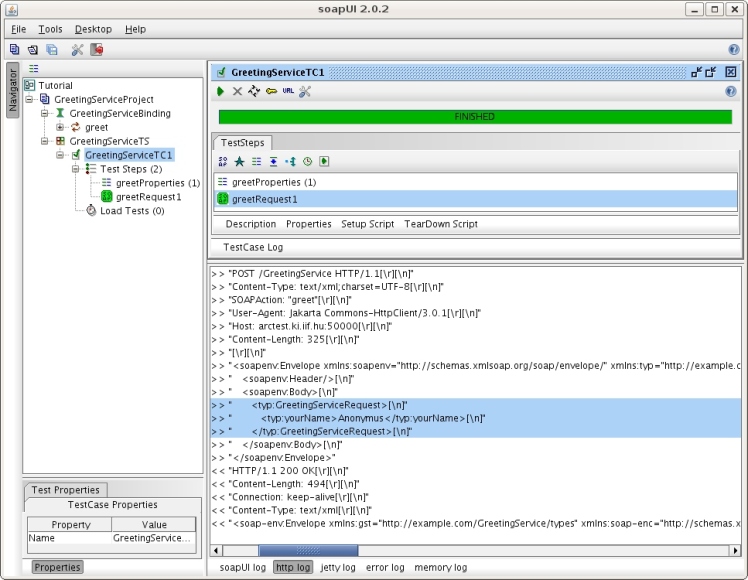 soapUI 2.0.2
File Tools Desktop Help
Navigator
Tutorial
GreetingServiceProject
GreetingServiceBinding
greet
GreetingServiceTS
GreetingServiceTC1
Test Steps (2)
greetProperties (1)
greetRequest1
Load Tests (0)
Test Properties
TestCase Properties
Property Value
Name GreetingService...
Properties
GreetingServiceTC1
URL
FINISHED
TestSteps
greetProperties (1)
greetRequest1
Description Properties Setup Script TearDown Script
TestCase Log
>> "POST /GreetingService HTTP/1.1[\r][\n]"
>> "Content-Type: text/xml;charset=UTF-8[\r][\n]"
>> "SOAPAction: "greet"[\r][\n]"
>> "User-Agent: Jakarta Commons-HttpClient/3.0.1[\r][\n]"
>> "Host: arctest.ki.iif.hu:50000[\r][\n]"
>> "Content-Length: 325[\r][\n]"
>> "[\r][\n]"
>> "<soapenv:Envelope xmlns:soapenv="http://schemas.xmlsoap.org/soap/envelope/" xmlns:typ="http://example.c
>> "   <soapenv:Header/>[\n]"
>> "   <soapenv:Body>[\n]"
>> "      <typ:GreetingServiceRequest>[\n]"
>> "         <typ:yourName>Anonymus</typ:yourName>[\n]"
>> "      </typ:GreetingServiceRequest>[\n]"
>> "   </soapenv:Body>[\n]"
>> "</soapenv:Envelope>"
<< "HTTP/1.1 200 OK[\r][\n]"
<< "Content-Length: 494[\r][\n]"
<< "Connection: keep-alive[\r][\n]"
<< "Content-Type: text/xml[\r][\n]"
<< "<soap-env:Envelope xmlns:gst="http://example.com/GreetingService/types" xmlns:soap-enc="http://schemas.x
soapUI log http log jetty log error log memory log